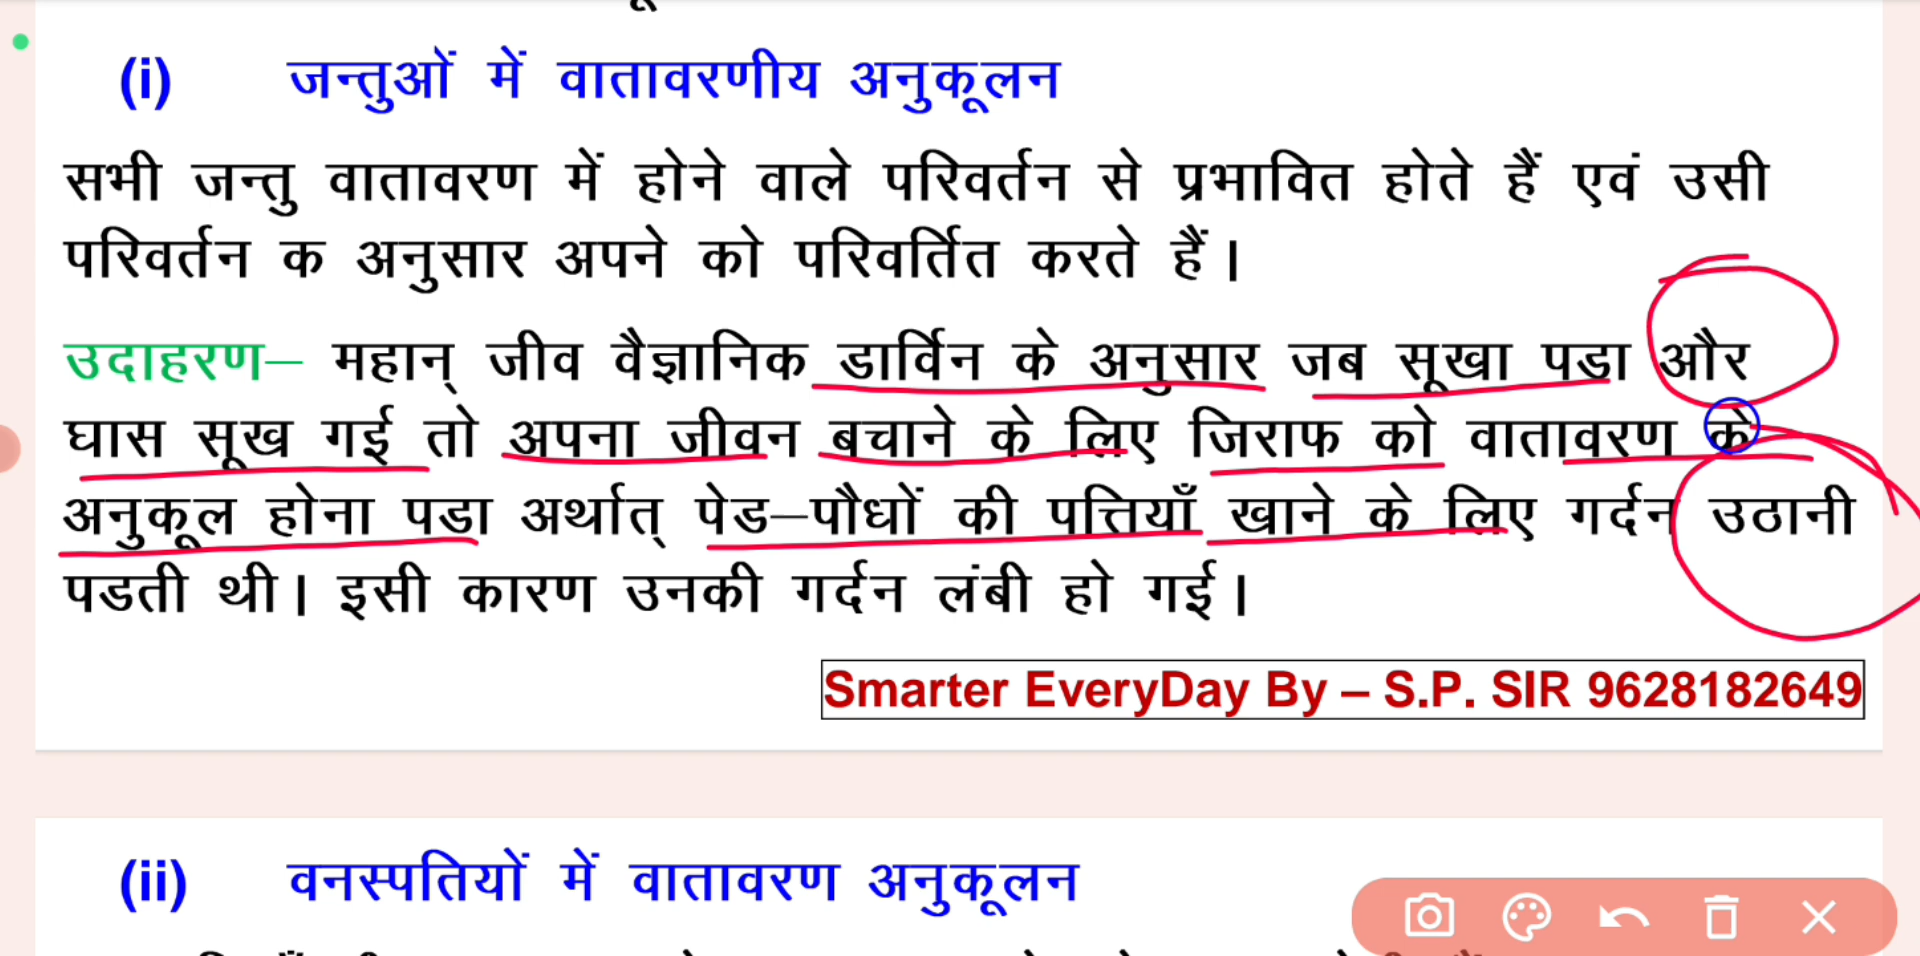 (i) जन्तुओं में वातावरणीय अनुकूलन
सभी जन्तु वातावरण में होने वाले परिवर्तन से प्रभावित होते हैं एवं उसी
परिवर्तन क अनुसार अपने को परिवर्तित करते हैं।
उदाहरण– महान् जीव वैज्ञानिक डार्विन के अनुसार जब सूखा पडा और
घास सूख गई तो अपना जीवन बचाने के लिए जिराफ को वातावरण के
अनुकूल होना पडा अर्थात् पेड–पौधों की पत्तियाँ खाने के लिए गर्दन उठानी
पडती थी। इसी कारण उनकी गर्दन लंबी हो गई।
Smarter EveryDay By – S.P. SIR 9628182649
(ii) वनस्पतियों में वातावरण अनुकूलन